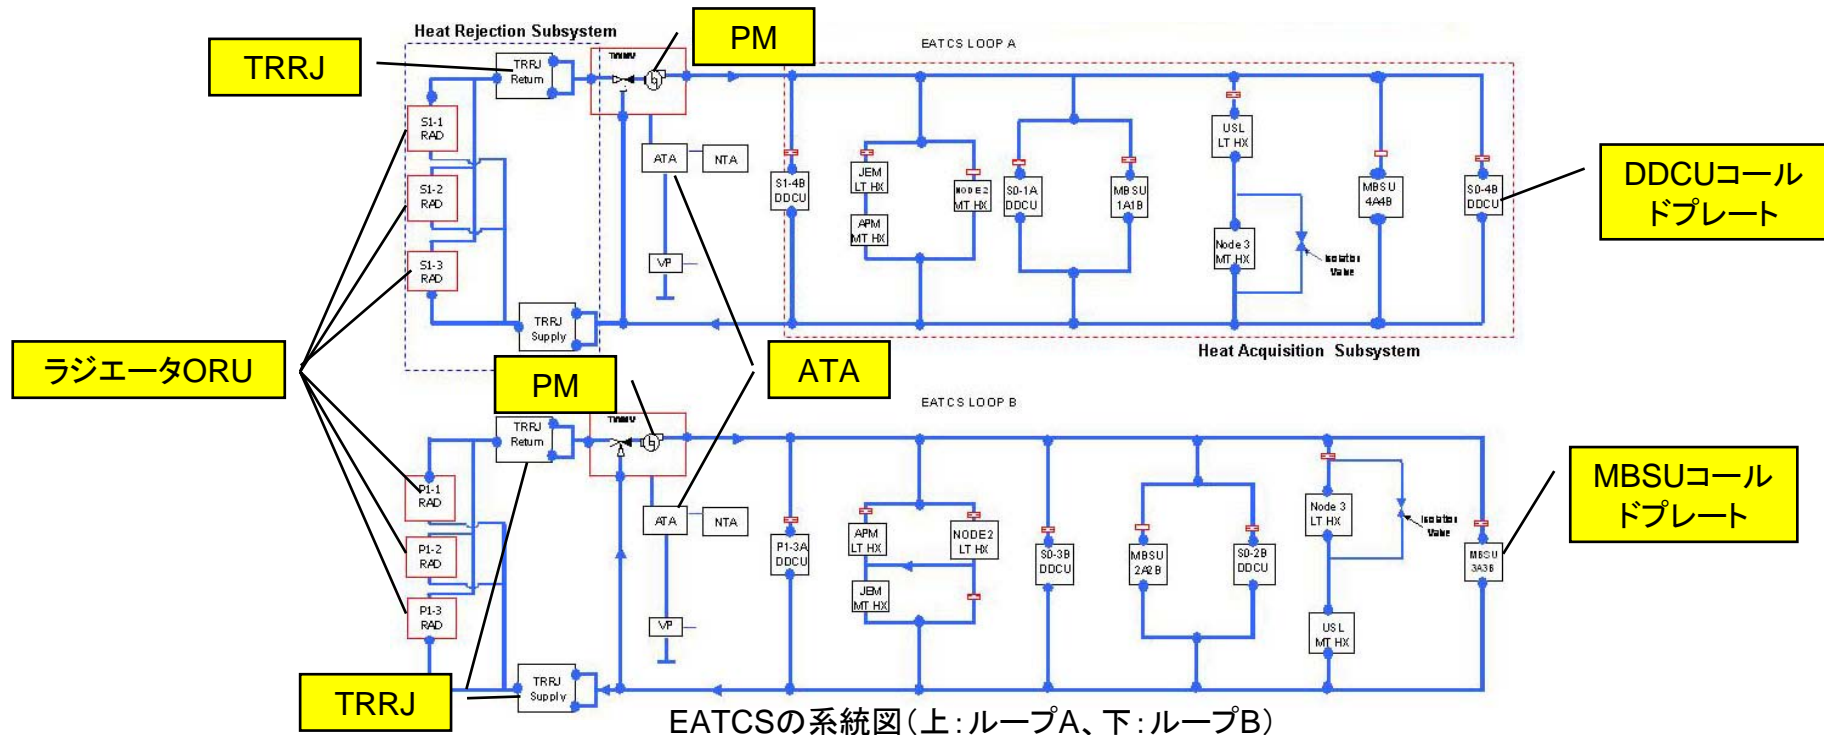 Heat Rejection Subsystem
TRRJ
PM
EATCS LOOP A
TRRJ
Return
S1-1
RAD
S1-2
RAD
S1-3
RAD
TRRJ
Supply
ATA
NTA
VP
S1-4B
DDCU
JEM
LT HX
APM
MT HX
NODE2
MT HX
S0-1A
DDCU
MBSU
1A1B
USL
LT HX
Node 3
MT HX
Isolation
Valve
MBSU
4A4B
S0-4B
DDCU
DDCUコール
ドプレート
Heat Acquisition Subsystem
ラジエータORU
PM
ATA
EATCS LOOP B
TRRJ
Return
P1-1
RAD
P1-2
RAD
P1-3
RAD
TRRJ
Supply
ATA
NTA
VP
P1-3A
DDCU
APM
LT HX
JEM
MT HX
NODE2
LT HX
S0-3B
DDCU
MBSU
2A2B
S0-2B
DDCU
Node 3
LT HX
USL
MT HX
Isolation
Valve
MBSU
3A3B
MBSUコール
ドプレート
TRRJ
EATCSの系統図(上:ループA、下:ループB)